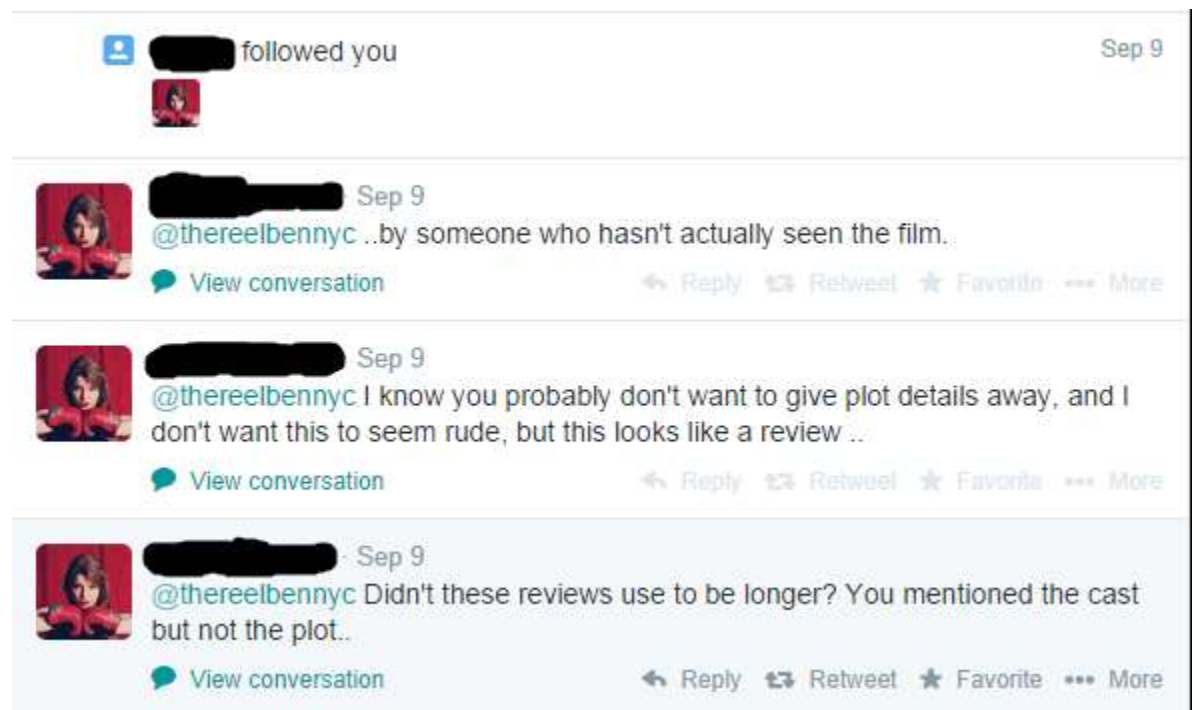 followed you
Sep 9
Sep 9
@thereelbennyc ..by someone who hasn't actually seen the film.
View conversation
Reply Retweet Favorite More
Sep 9
@thereelbennyc I know you probably don't want to give plot details away, and I
don't want this to seem rude, but this looks like a review ..
View conversation
Reply Retweet Favorite More
Sep 9
@thereelbennyc Didn't these reviews use to be longer? You mentioned the cast
but not the plot..
View conversation
Reply Retweet Favorite More